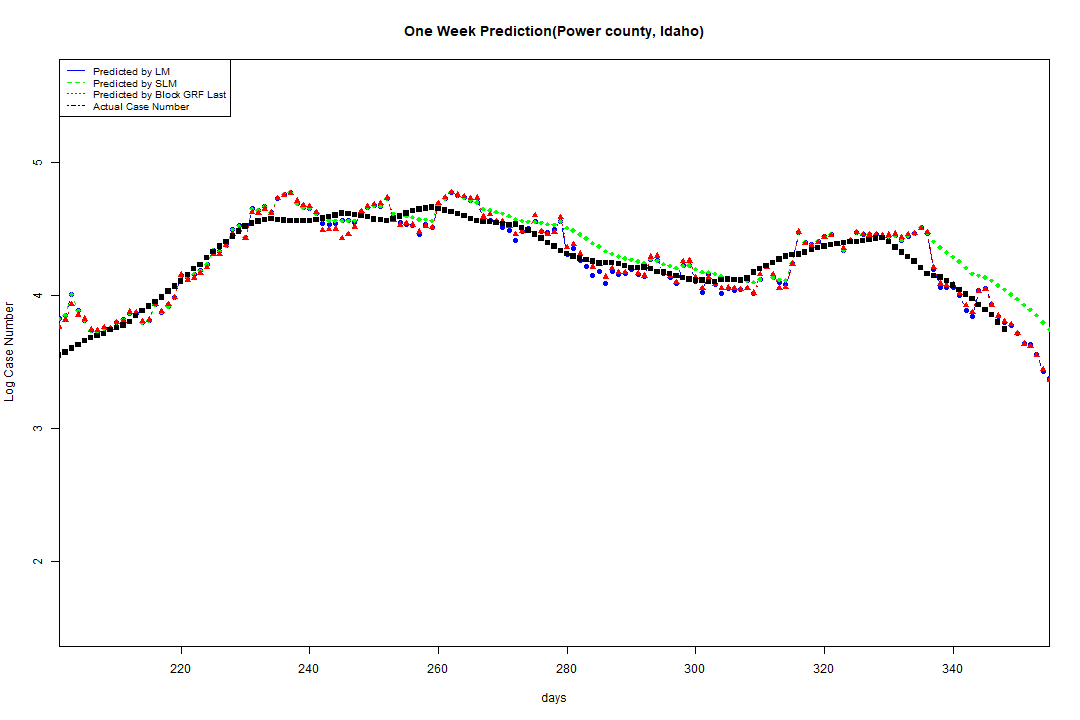 One Week Prediction(Power county, Idaho)
Predicted by LM
Predicted by SLM
Predicted by Block GRF Last
Actual Case Number
5
4
3
2
Log Case Number
220 240 260 280 300 320 340
days